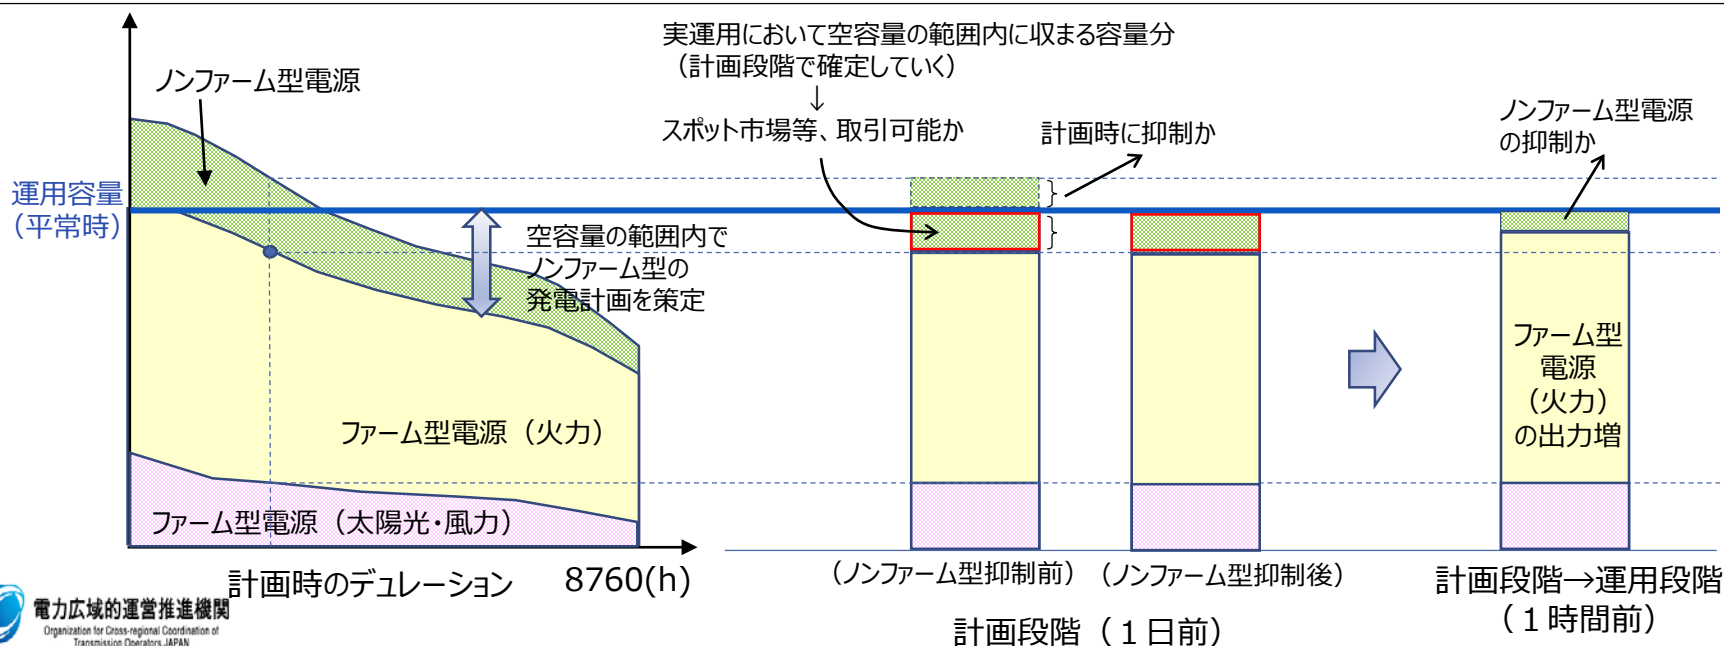 実運用において空容量の範囲内に収まる容量分
（計画段階で確定していく）
↓
スポット市場等、取引可能か
計画時に抑制か
ノンファーム型電源
の抑制か
ノンファーム型電源
運用容量
（平常時）
空容量の範囲内で
ノンファーム型の
発電計画を策定
ファーム型電源（火力）
ファーム型電源（太陽光・風力）
ファーム型
電源
（火力）
の出力増
計画時のデュレーション
8760(h)
（ノンファーム型抑制前）
（ノンファーム型抑制後）
計画段階（１日前）
計画段階→運用段階
（１時間前）
電力広域的運営推進機関
Organization for Cross-regional Coordination of
Transmission Operators, JAPAN